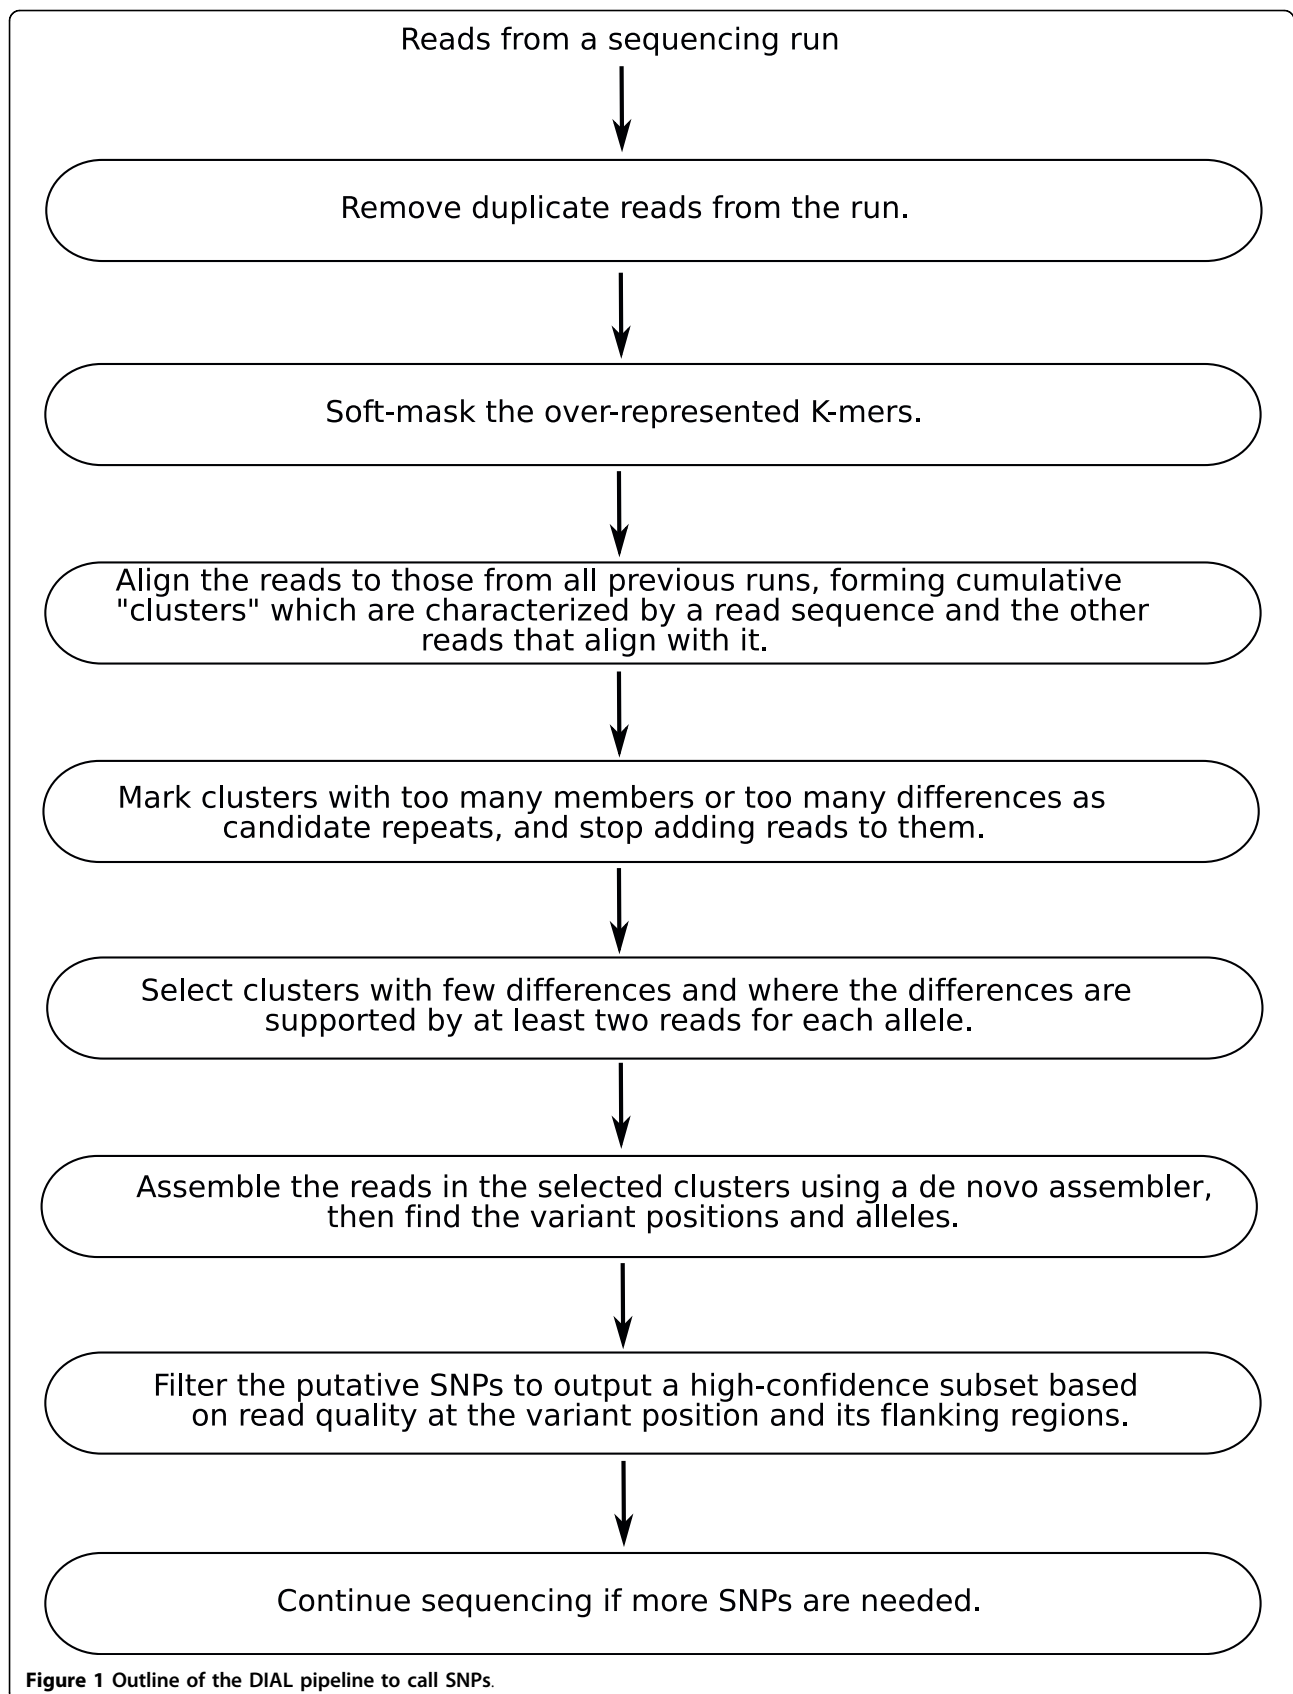 Reads from a sequencing run
Remove duplicate reads from the run.
Soft-mask the over-represented K-mers.
Align the reads to those from all previous runs, forming cumulative
"clusters" which are characterized by a read sequence and the other
reads that align with it.
Mark clusters with too many members or too many differences as
candidate repeats, and stop adding reads to them.
Select clusters with few differences and where the differences are
supported by at least two reads for each allele.
Assemble the reads in the selected clusters using a de novo assembler,
then find the variant positions and alleles.
Filter the putative SNPs to output a high-confidence subset based
on read quality at the variant position and its flanking regions.
Continue sequencing if more SNPs are needed.
Figure 1 Outline of the DIAL pipeline to call SNPs.